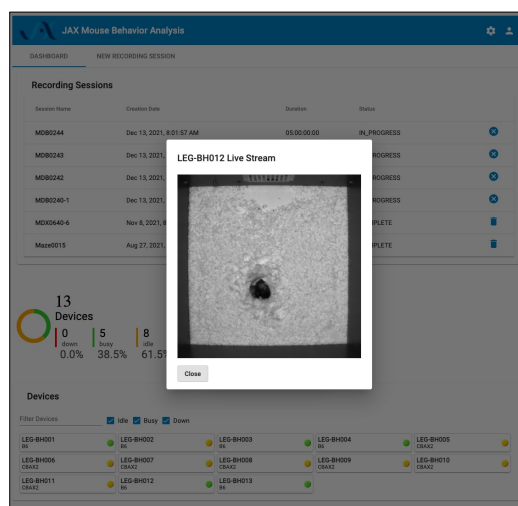 JAX Mouse Behavior Analysis
DASHBOARD NEW RECORDING SESSION
Recording Sessions
Session Name Creation Date Duration Status
MDB0244 Dec 13, 2021, 8:01:57 AM 05:00:00:00 IN_PROGRESS
MDB0243 Dec 13, 2021, PROGRESS
MDB0242 Dec 13, 2021, PROGRESS
MDB0240-1 Dec 13, 2021, PROGRESS
MDX0640-6 Nov 8, 2021, 8
Maze0015 Aug 27, 2021,
LEG-BH012 Live Stream
Close
13
Devices
0 5 8
down busy idle
0.0% 38.5% 61.5%
Devices
Filter Devices Idle Busy Down
LEG-BH001 LEG-BH002 LEG-BH003 LEG-BH004 LEG-BH005
B6 B6 B6 B6 CBAX2
LEG-BH006 LEG-BH007 LEG-BH008 LEG-BH009 LEG-BH010
CBAX2 CBAX2 CBAX2 CBAX2 CBAX2
LEG-BH011 LEG-BH012 LEG-BH013
CBAX2 B6 B6